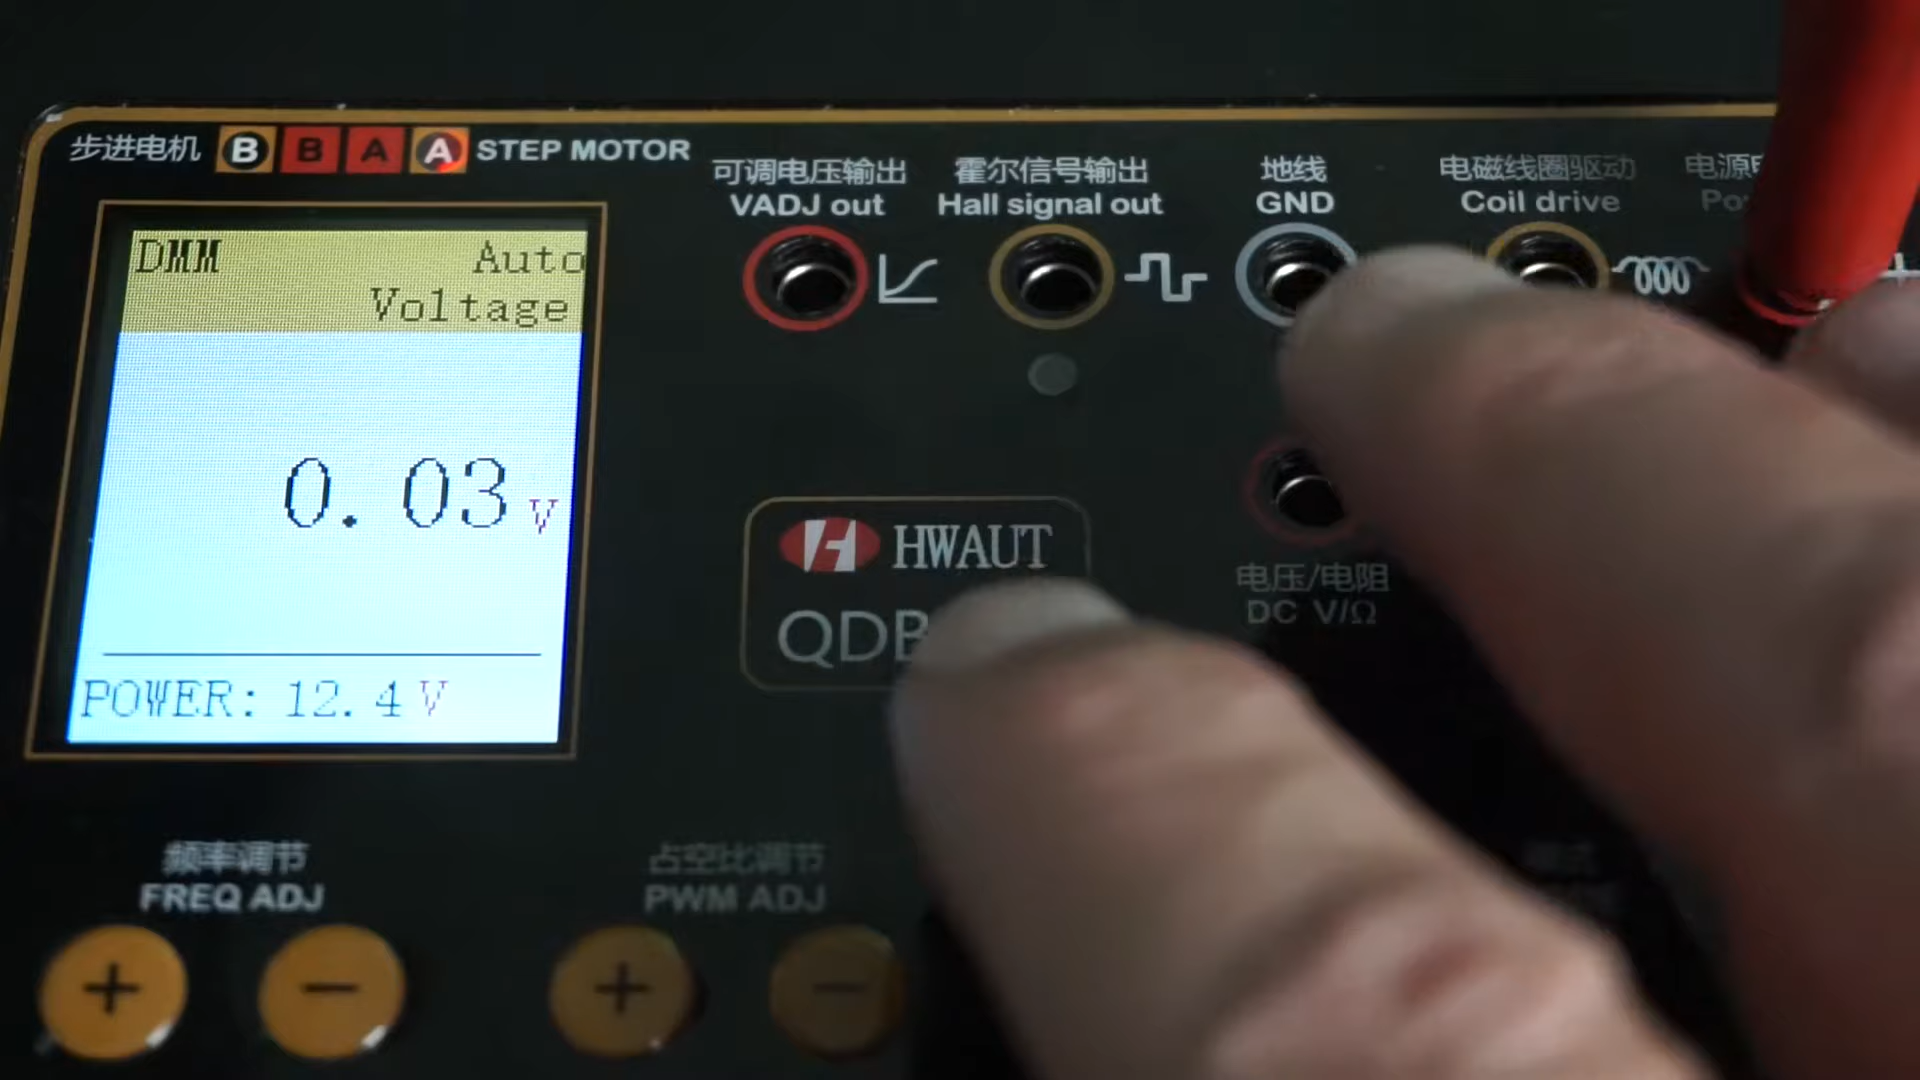 步进电机 B B A A STEP MOTOR
可调电压输出
VADJ out
霍尔信号输出
Hall signal out
地线
GND
电磁线圈驱动
Coil drive
电源
DMM Auto
Voltage
0.03 V
POWER: 12.4 V
HWAUT
电压/电阻
DC V/Ω
频率调节
FREQ ADJ
占空比调节
PWM ADJ
+ − + −